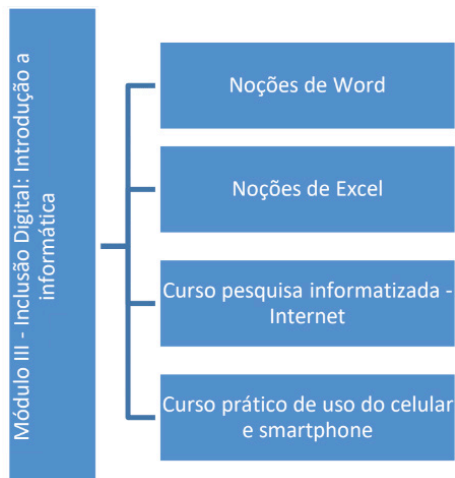 Módulo III - Inclusão Digital: Introdução a
informática
Noções de Word
Noções de Excel
Curso pesquisa informatizada -
Internet
Curso prático de uso do celular
e smartphone